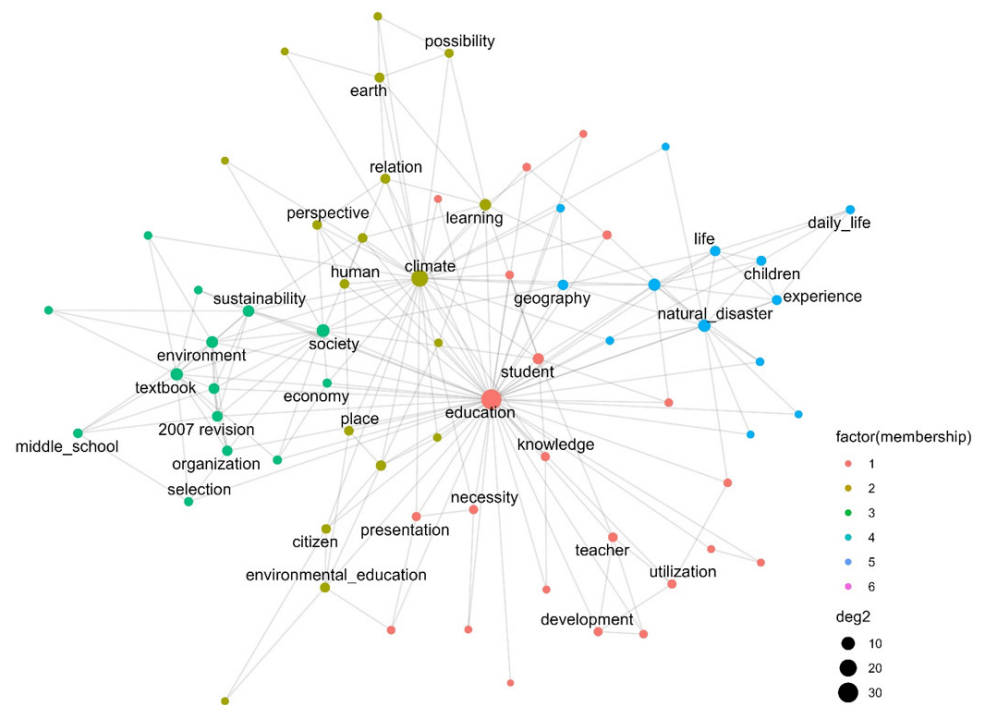 possibility
earth
relation
learning
perspective
human
climate
life
daily_life
children
experience
geography
natural_disaster
sustainability
environment
society
textbook
economy
student
education
2007 revision
place
middle_school
organization
selection
knowledge
necessity
presentation
citizen
teacher
environmental_education
utilization
development
factor(membership)
1
2
3
4
5
6
deg2
10
20
30